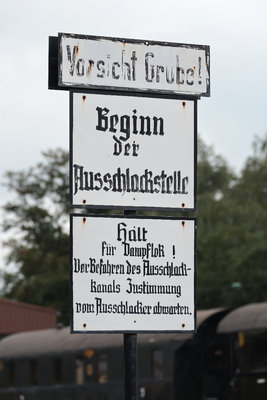 Vorsicht Grube!
Beginn
der
Ausschlackstelle
Halt
für Dampflok !
Vor Befahren des Ausschlack-
kanals Zustimmung
vom Ausschlacker abwarten.